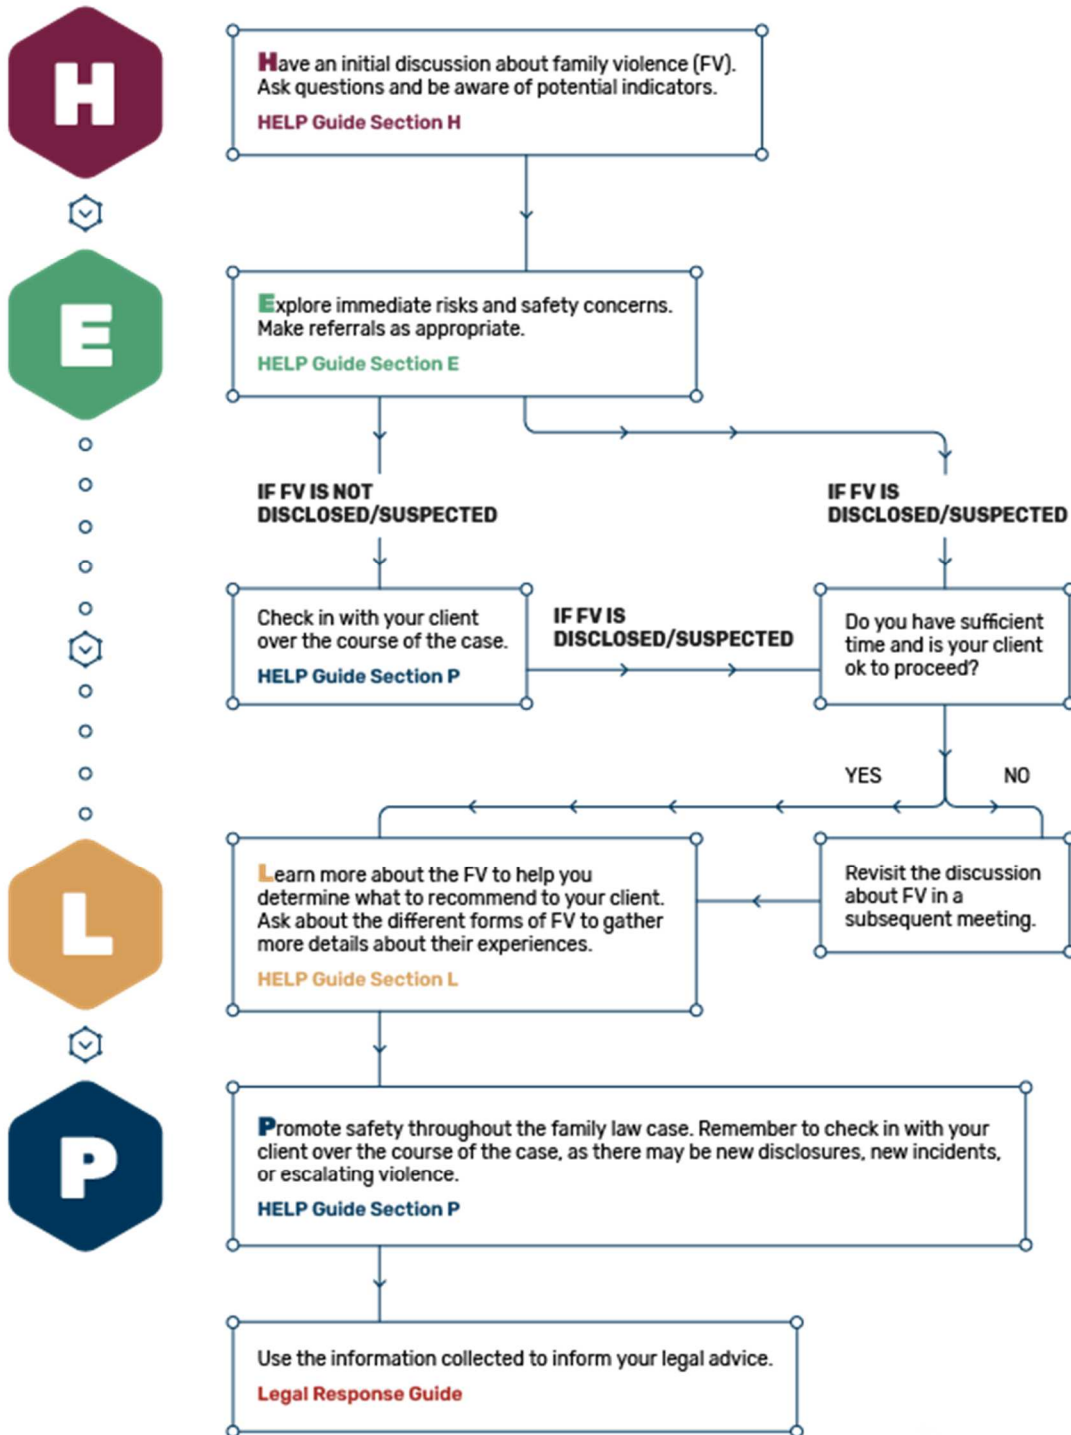 H
Have an initial discussion about family violence (FV).
Ask questions and be aware of potential indicators.
HELP Guide Section H
E
Explore immediate risks and safety concerns.
Make referrals as appropriate.
HELP Guide Section E
IF FV IS NOT
DISCLOSED/SUSPECTED
IF FV IS
DISCLOSED/SUSPECTED
Check in with your client
over the course of the case.
HELP Guide Section P
IF FV IS
DISCLOSED/SUSPECTED
Do you have sufficient
time and is your client
ok to proceed?
YES
NO
L
Learn more about the FV to help you
determine what to recommend to your client.
Ask about the different forms of FV to gather
more details about their experiences.
HELP Guide Section L
Revisit the discussion
about FV in a
subsequent meeting.
P
Promote safety throughout the family law case. Remember to check in with your
client over the course of the case, as there may be new disclosures, new incidents,
or escalating violence.
HELP Guide Section P
Use the information collected to inform your legal advice.
Legal Response Guide